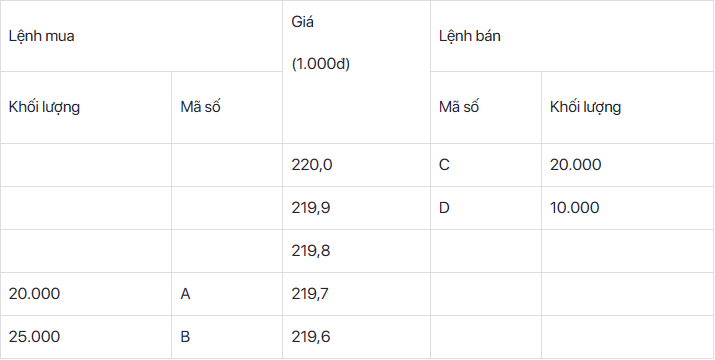 Lệnh mua Giá Lệnh bán
(1.000đ)
Khối lượng Mã số Mã số Khối lượng
220,0 C 20.000
219,9 D 10.000
219,8
20.000 A 219,7
25.000 B 219,6